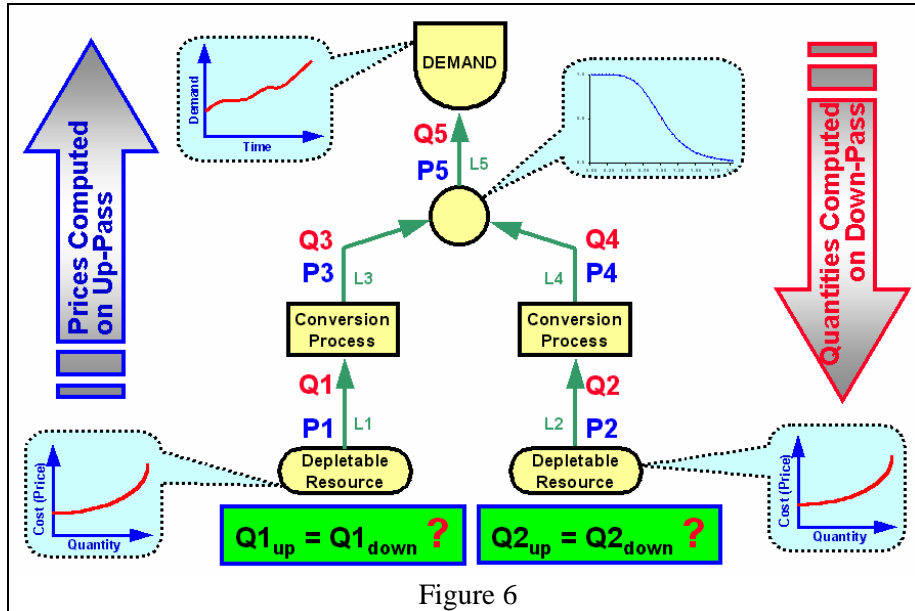 DEMAND
Demand
Time
Prices Computed
on Up-Pass
Quantities Computed
on Down-Pass
Q5
P5
L5
Q3
P3
L3
Q4
P4
L4
Conversion
Process
Conversion
Process
Q1
P1
L1
Q2
P2
L2
Depletable
Resource
Depletable
Resource
Cost (Price)
Quantity
Cost (Price)
Quantity
Q1up = Q1down ?
Q2up = Q2down ?
Figure 6